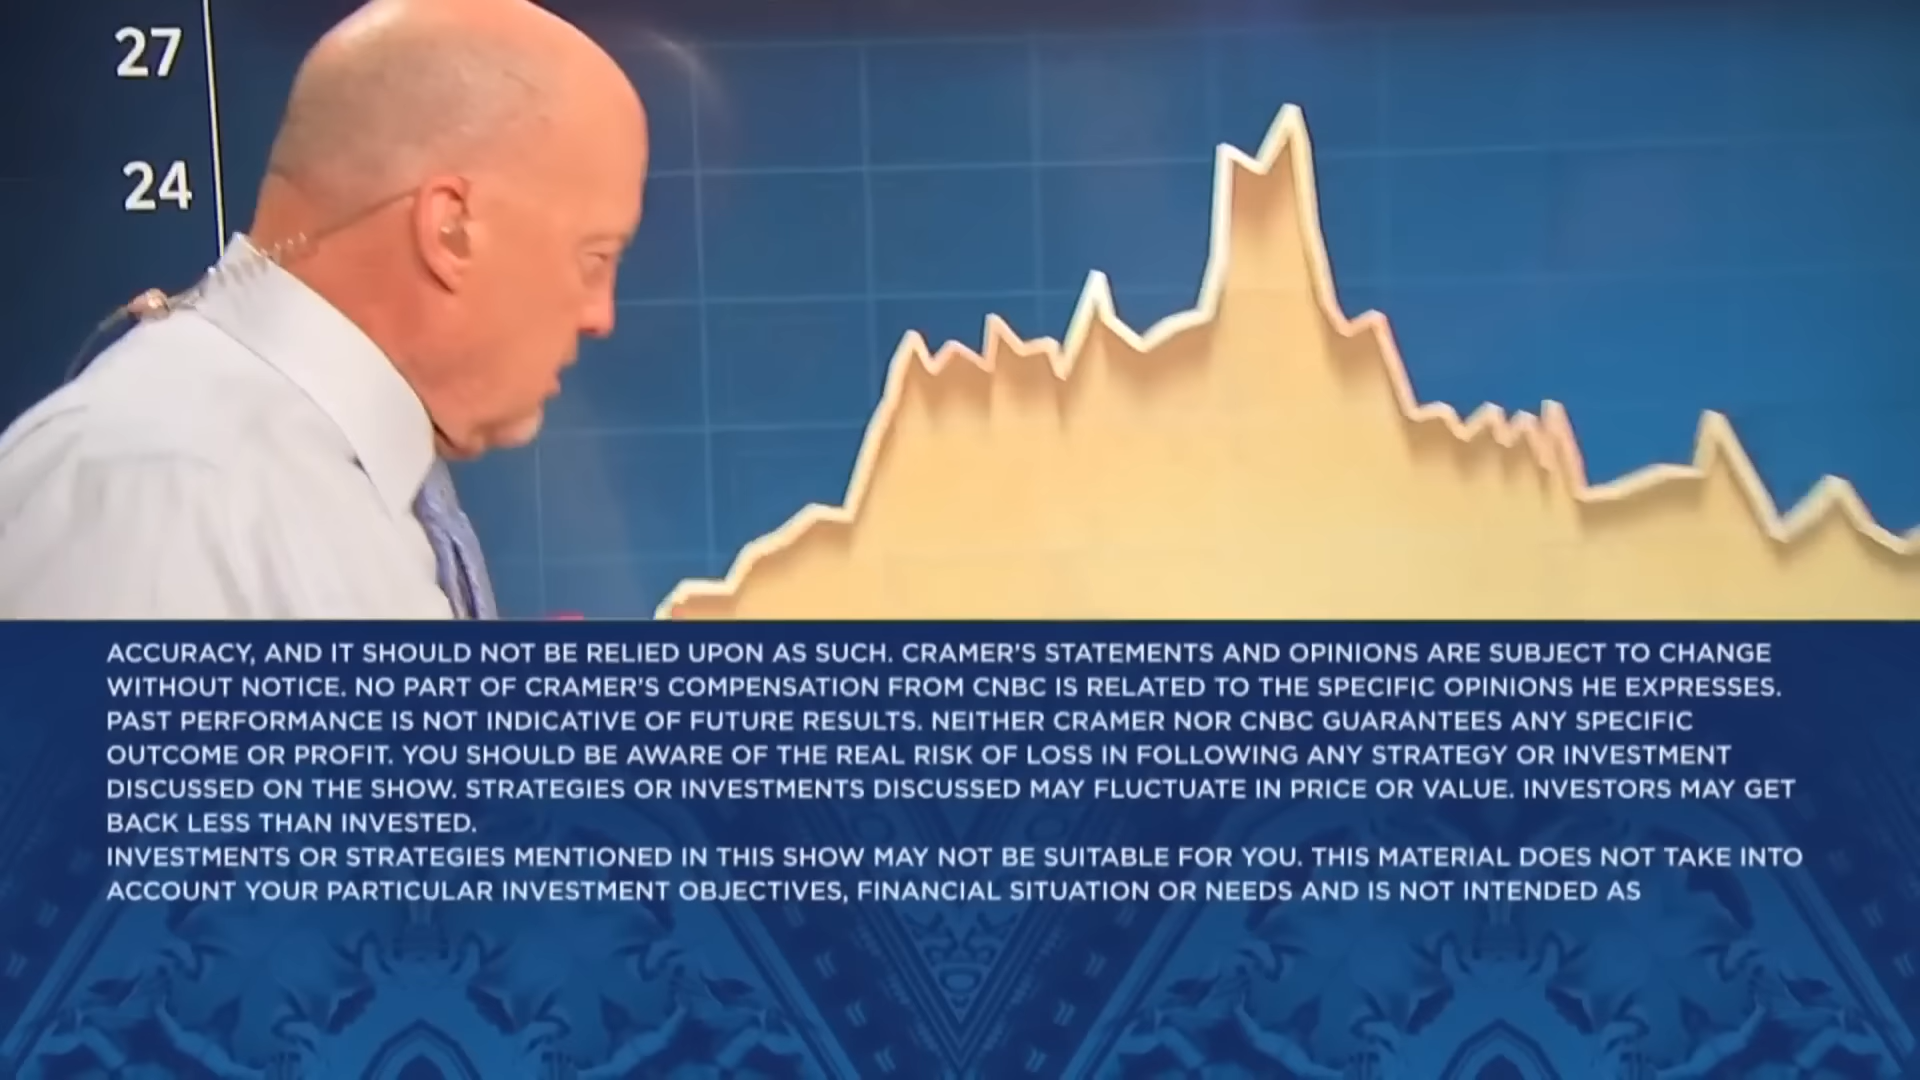 27
24
ACCURACY, AND IT SHOULD NOT BE RELIED UPON AS SUCH. CRAMER'S STATEMENTS AND OPINIONS ARE SUBJECT TO CHANGE
WITHOUT NOTICE. NO PART OF CRAMER'S COMPENSATION FROM CNBC IS RELATED TO THE SPECIFIC OPINIONS HE EXPRESSES.
PAST PERFORMANCE IS NOT INDICATIVE OF FUTURE RESULTS. NEITHER CRAMER NOR CNBC GUARANTEES ANY SPECIFIC
OUTCOME OR PROFIT. YOU SHOULD BE AWARE OF THE REAL RISK OF LOSS IN FOLLOWING ANY STRATEGY OR INVESTMENT
DISCUSSED ON THE SHOW. STRATEGIES OR INVESTMENTS DISCUSSED MAY FLUCTUATE IN PRICE OR VALUE. INVESTORS MAY GET
BACK LESS THAN INVESTED.
INVESTMENTS OR STRATEGIES MENTIONED IN THIS SHOW MAY NOT BE SUITABLE FOR YOU. THIS MATERIAL DOES NOT TAKE INTO
ACCOUNT YOUR PARTICULAR INVESTMENT OBJECTIVES, FINANCIAL SITUATION OR NEEDS AND IS NOT INTENDED AS